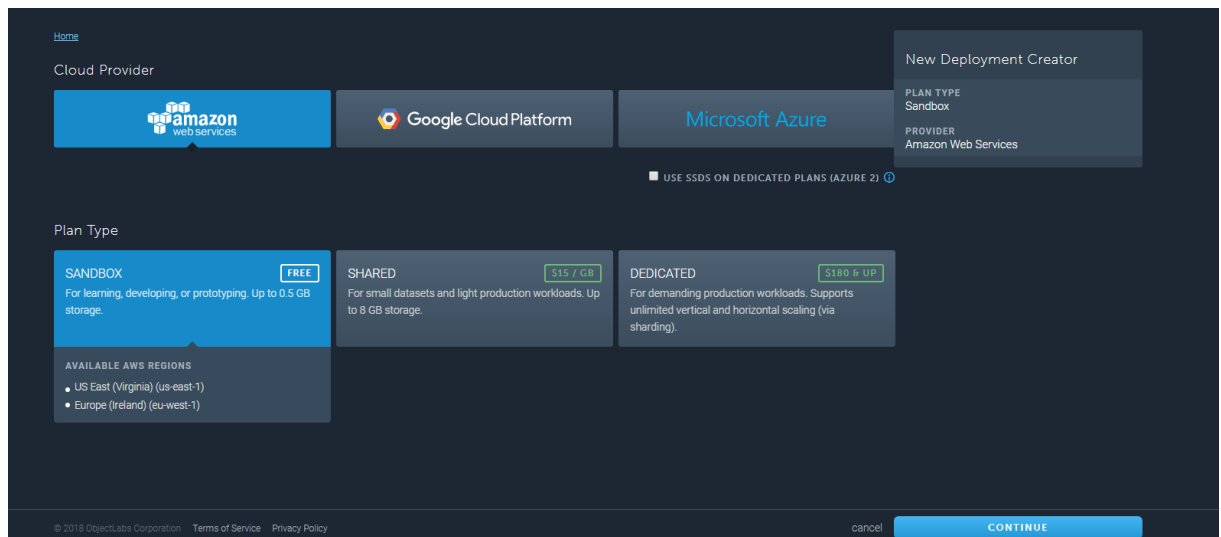 Home
Cloud Provider
amazon
web services
Google Cloud Platform
Microsoft Azure
USE SSDS ON DEDICATED PLANS (AZURE 2)
New Deployment Creator
PLAN TYPE
Sandbox
PROVIDER
Amazon Web Services
Plan Type
SANDBOX FREE
For learning, developing, or prototyping. Up to 0.5 GB
storage.
AVAILABLE AWS REGIONS
US East (Virginia) (us-east-1)
Europe (Ireland) (eu-west-1)
SHARED $15 / GB
For small datasets and light production workloads. Up
to 8 GB storage.
DEDICATED $180 & UP
For demanding production workloads. Supports
unlimited vertical and horizontal scaling (via
sharding).
© 2018 ObjectLabs Corporation Terms of Service Privacy Policy
cancel
CONTINUE